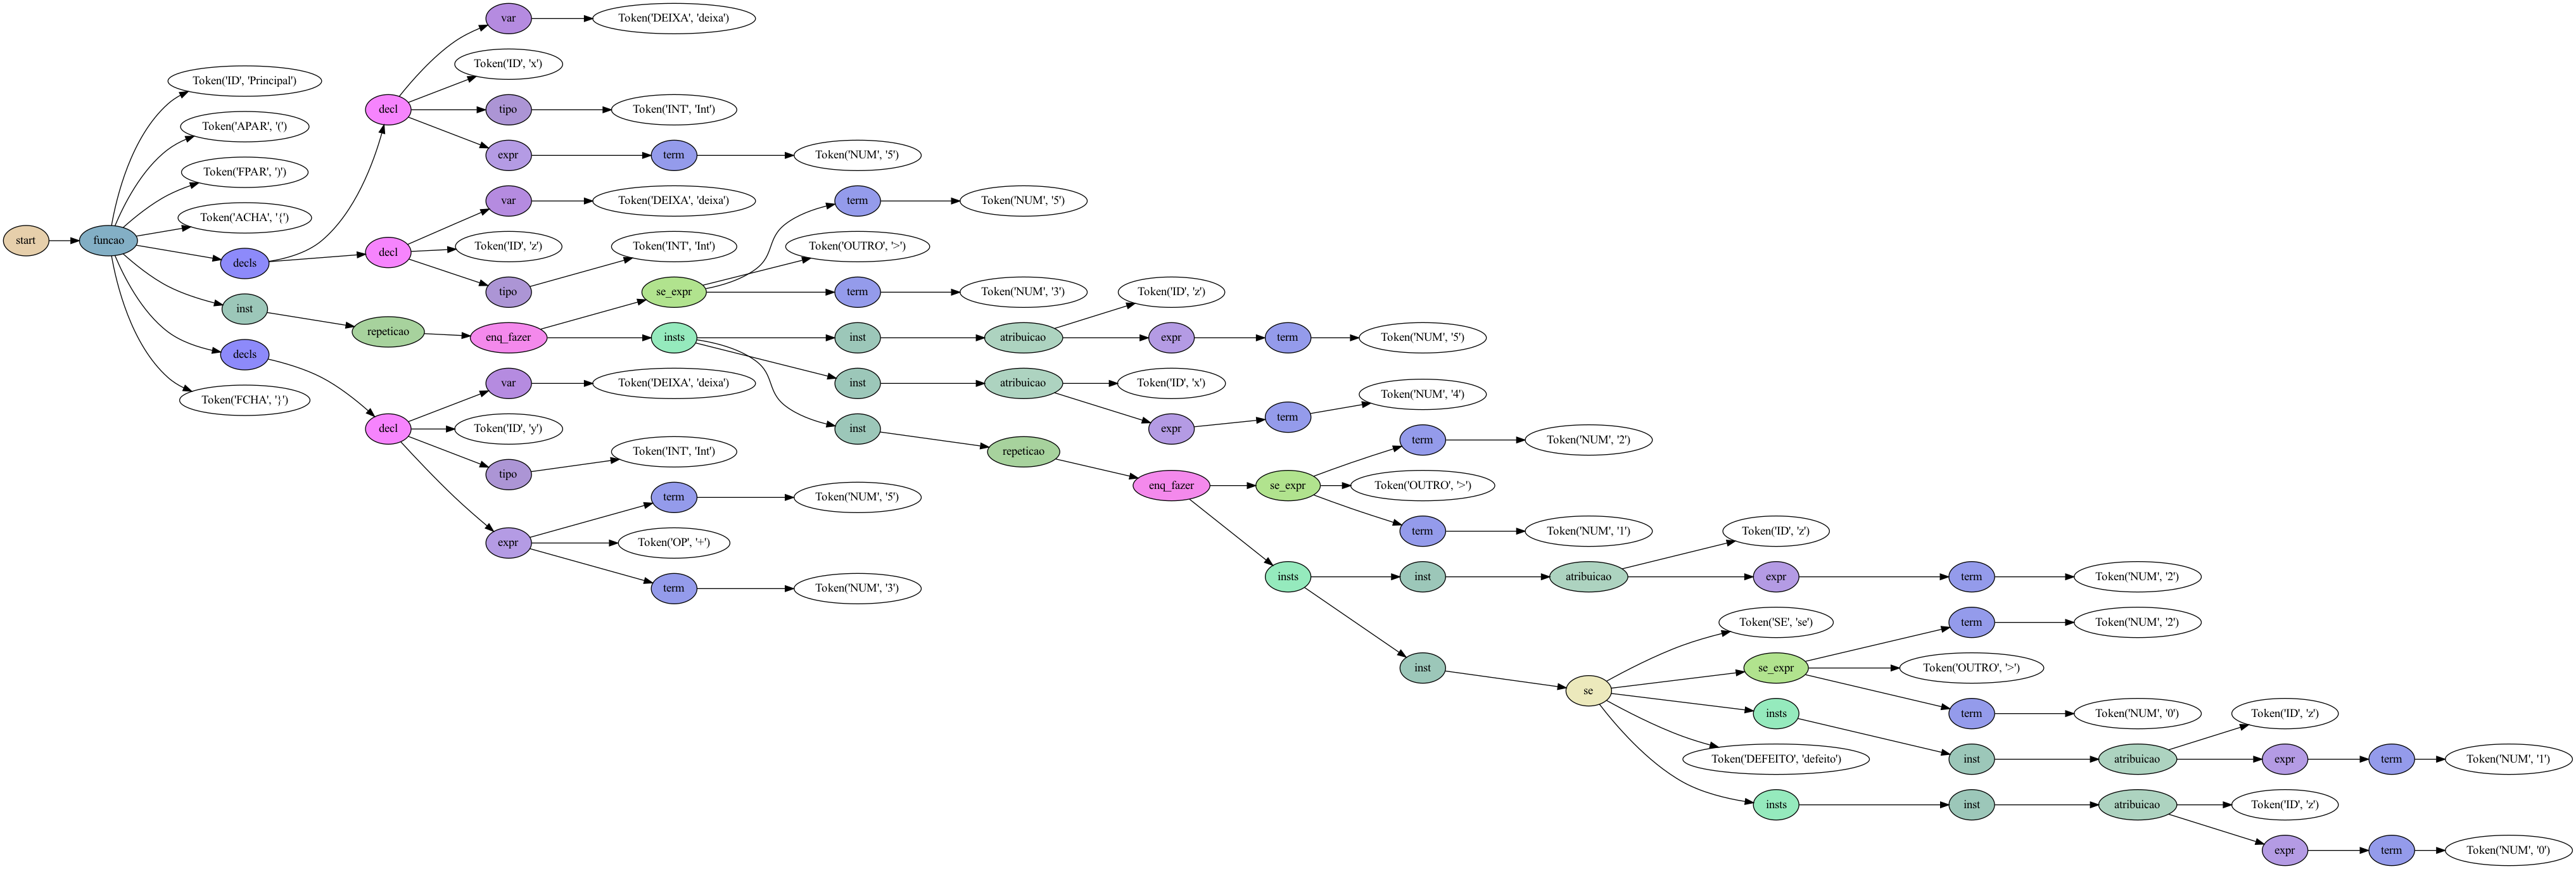 start
funcao
Token('ID', 'Principal')
Token('APAR', '(')
Token('FPAR', ')')
Token('ACHA', '{')
decls
decl
var
Token('DEIXA', 'deixa')
Token('ID', 'x')
tipo
Token('INT', 'Int')
expr
term
Token('NUM', '5')
decl
var
Token('DEIXA', 'deixa')
Token('ID', 'z')
tipo
Token('INT', 'Int')
inst
repeticao
enq_fazer
se_expr
term
Token('NUM', '5')
Token('OUTRO', '>')
term
Token('NUM', '3')
insts
inst
atribuicao
Token('ID', 'z')
expr
term
Token('NUM', '5')
inst
atribuicao
Token('ID', 'x')
expr
term
Token('NUM', '4')
inst
repeticao
enq_fazer
se_expr
term
Token('NUM', '2')
Token('OUTRO', '>')
term
Token('NUM', '1')
insts
inst
atribuicao
Token('ID', 'z')
expr
term
Token('NUM', '2')
inst
se
Token('SE', 'se')
se_expr
term
Token('NUM', '2')
Token('OUTRO', '>')
term
Token('NUM', '0')
insts
inst
atribuicao
Token('ID', 'z')
expr
term
Token('NUM', '1')
Token('DEFEITO', 'defeito')
insts
inst
atribuicao
Token('ID', 'z')
expr
term
Token('NUM', '0')
decls
decl
var
Token('DEIXA', 'deixa')
Token('ID', 'y')
tipo
Token('INT', 'Int')
expr
term
Token('NUM', '5')
Token('OP', '+')
term
Token('NUM', '3')
Token('FCHA', '}')